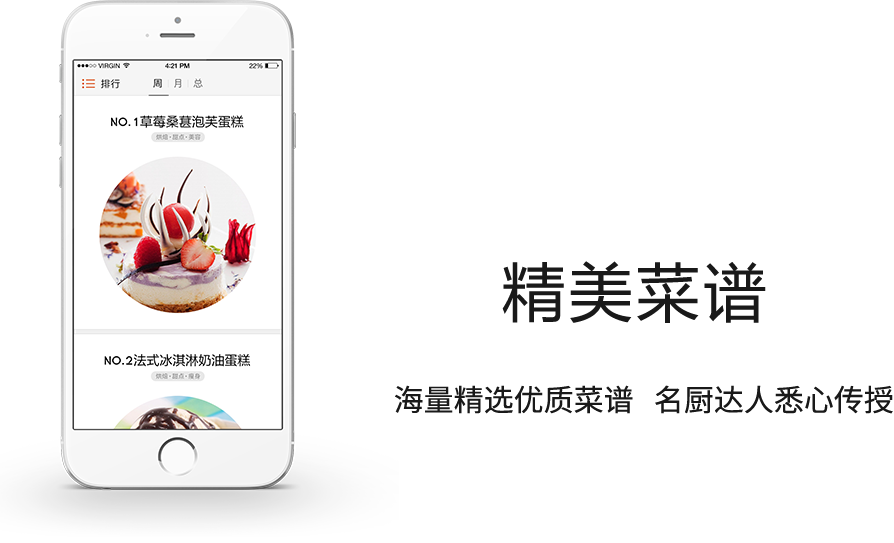 VIRGIN 4:21 PM 22%
排行 周 月 总
NO.1草莓桑葚泡芙蛋糕
烘焙·甜点·美容
NO.2法式冰淇淋奶油蛋糕
烘焙·甜点·瘦身
精美菜谱
海量精选优质菜谱 名厨达人悉心传授